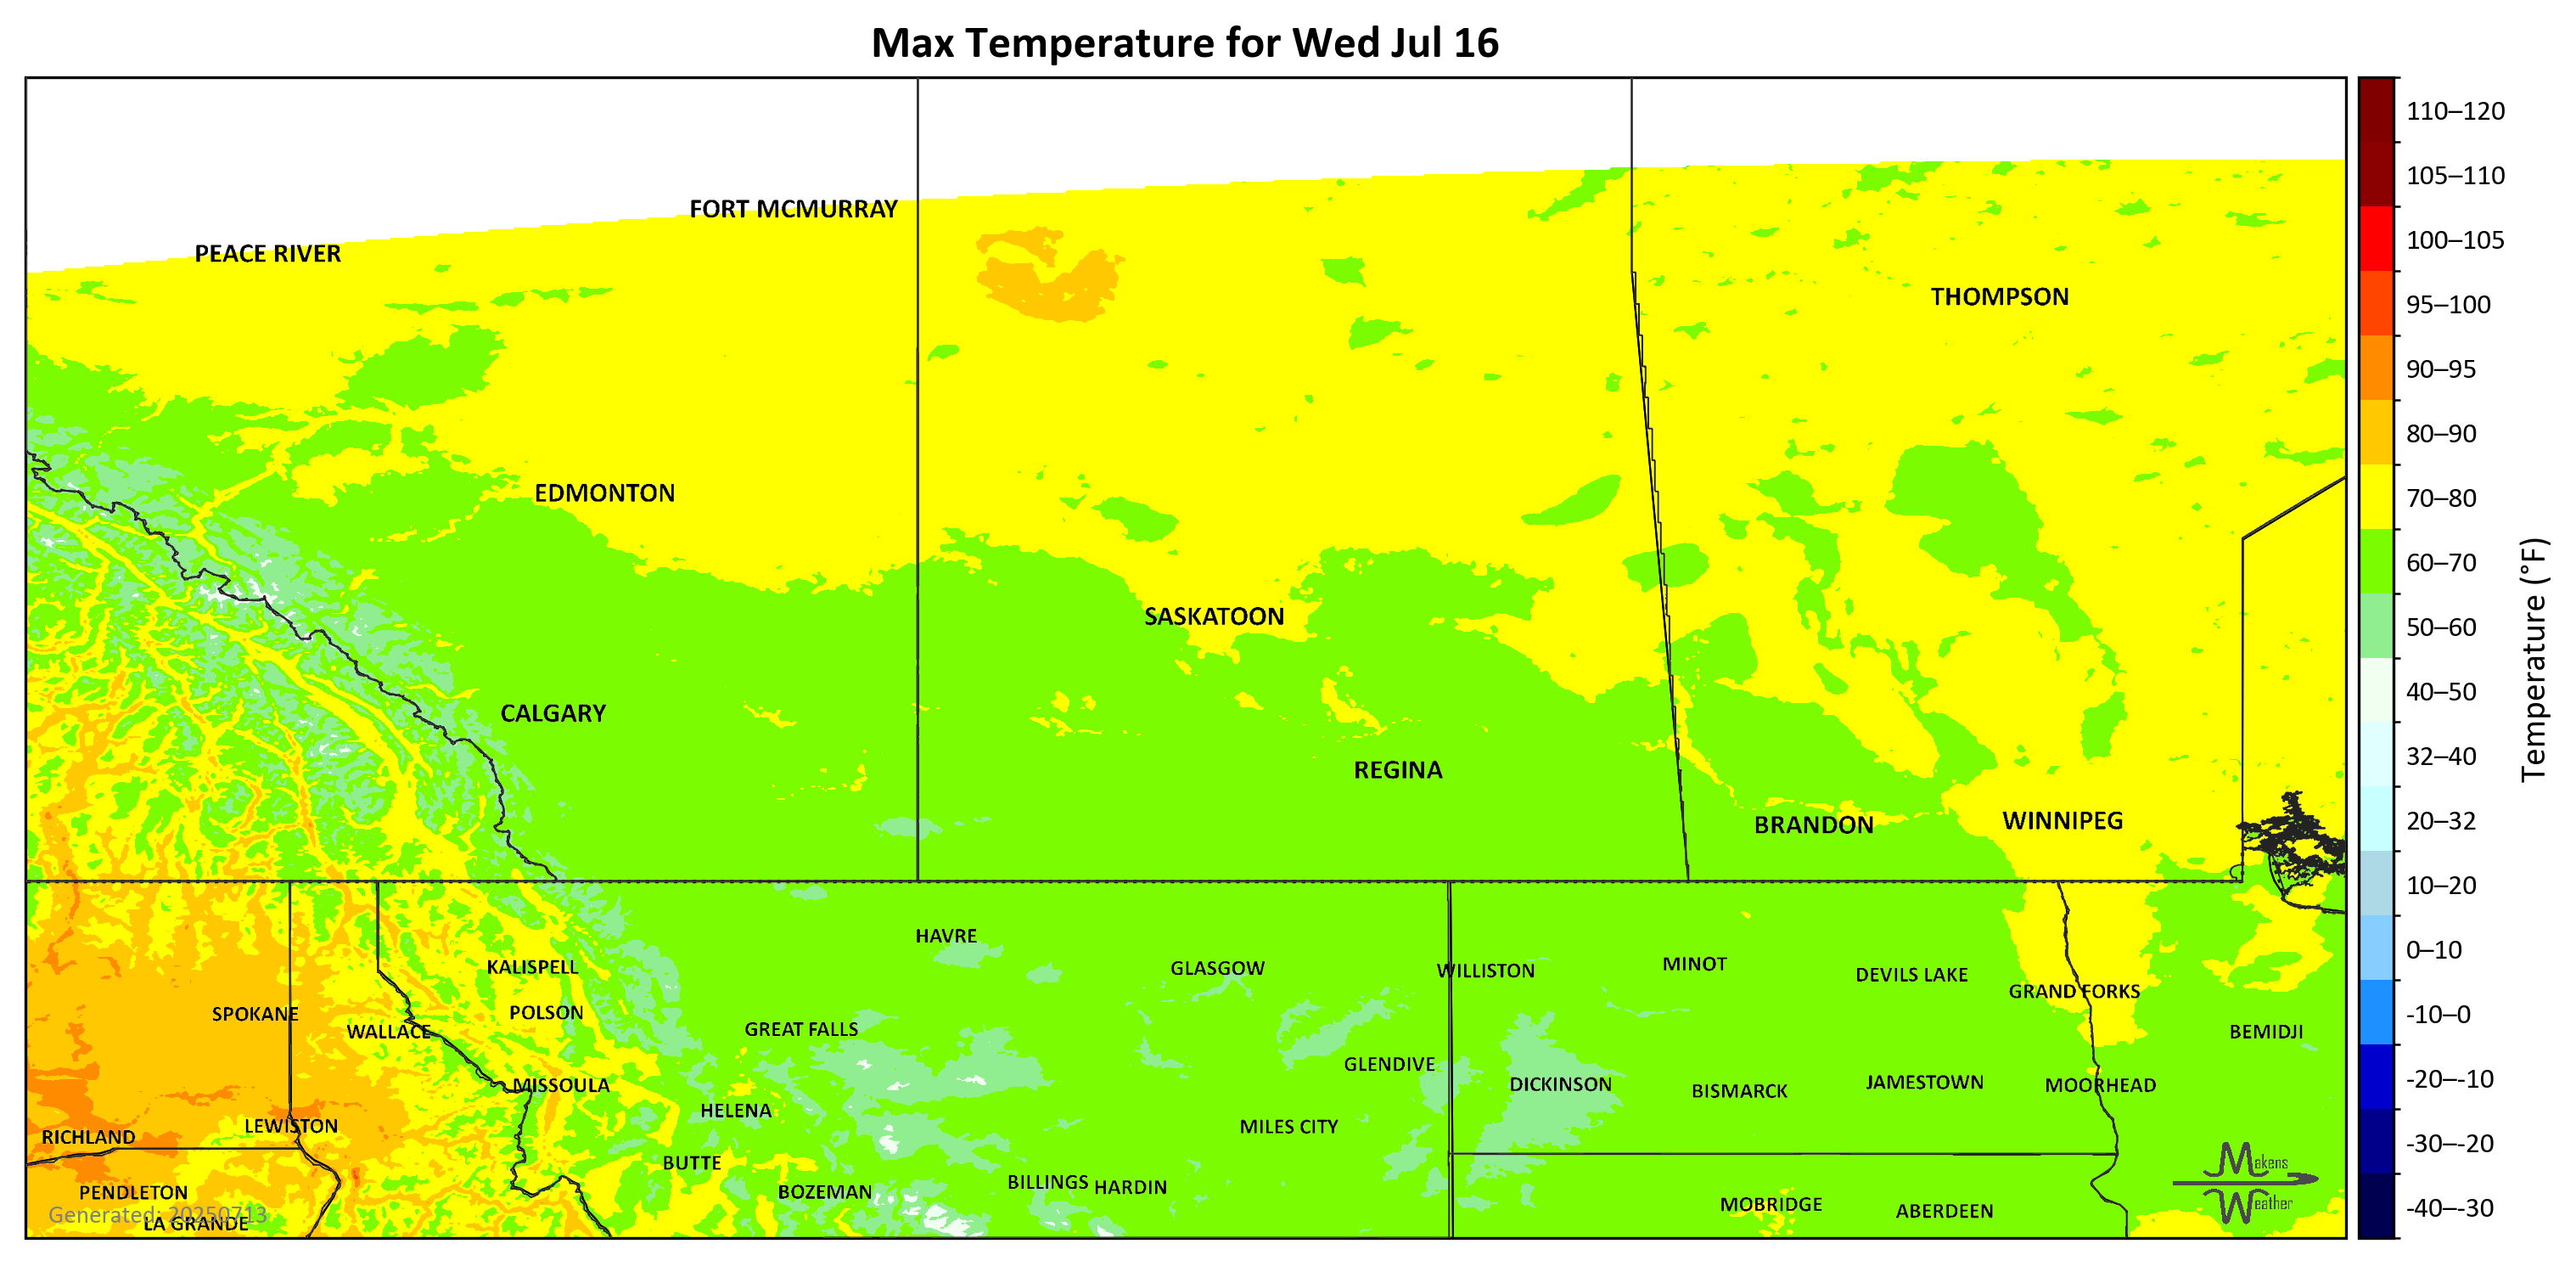 Max Temperature for Wed Jul 16
FORT MCMURRAY
PEACE RIVER
THOMPSON
EDMONTON
SASKATOON
CALGARY
REGINA
BRANDON
WINNIPEG
HAVRE
KALISPELL
GLASGOW
WILLISTON
MINOT
DEVILS LAKE
GRAND FORKS
SPOKANE
POLSON
WALLACE
GREAT FALLS
BEMIDJI
GLENDIVE
MISSOULA
DICKINSON
BISMARCK
JAMESTOWN
MOORHEAD
HELENA
LEWISTON
MILES CITY
RICHLAND
BUTTE
BILLINGS
HARDIN
PENDLETON
BOZEMAN
MOBRIDGE
ABERDEEN
Generated: 20250713
LA GRANDE
Makens
Weather
110–120
105–110
100–105
95–100
90–95
80–90
70–80
60–70
50–60
40–50
32–40
20–32
10–20
0–10
-10–0
-20–-10
-30–-20
-40–-30
Temperature (°F)